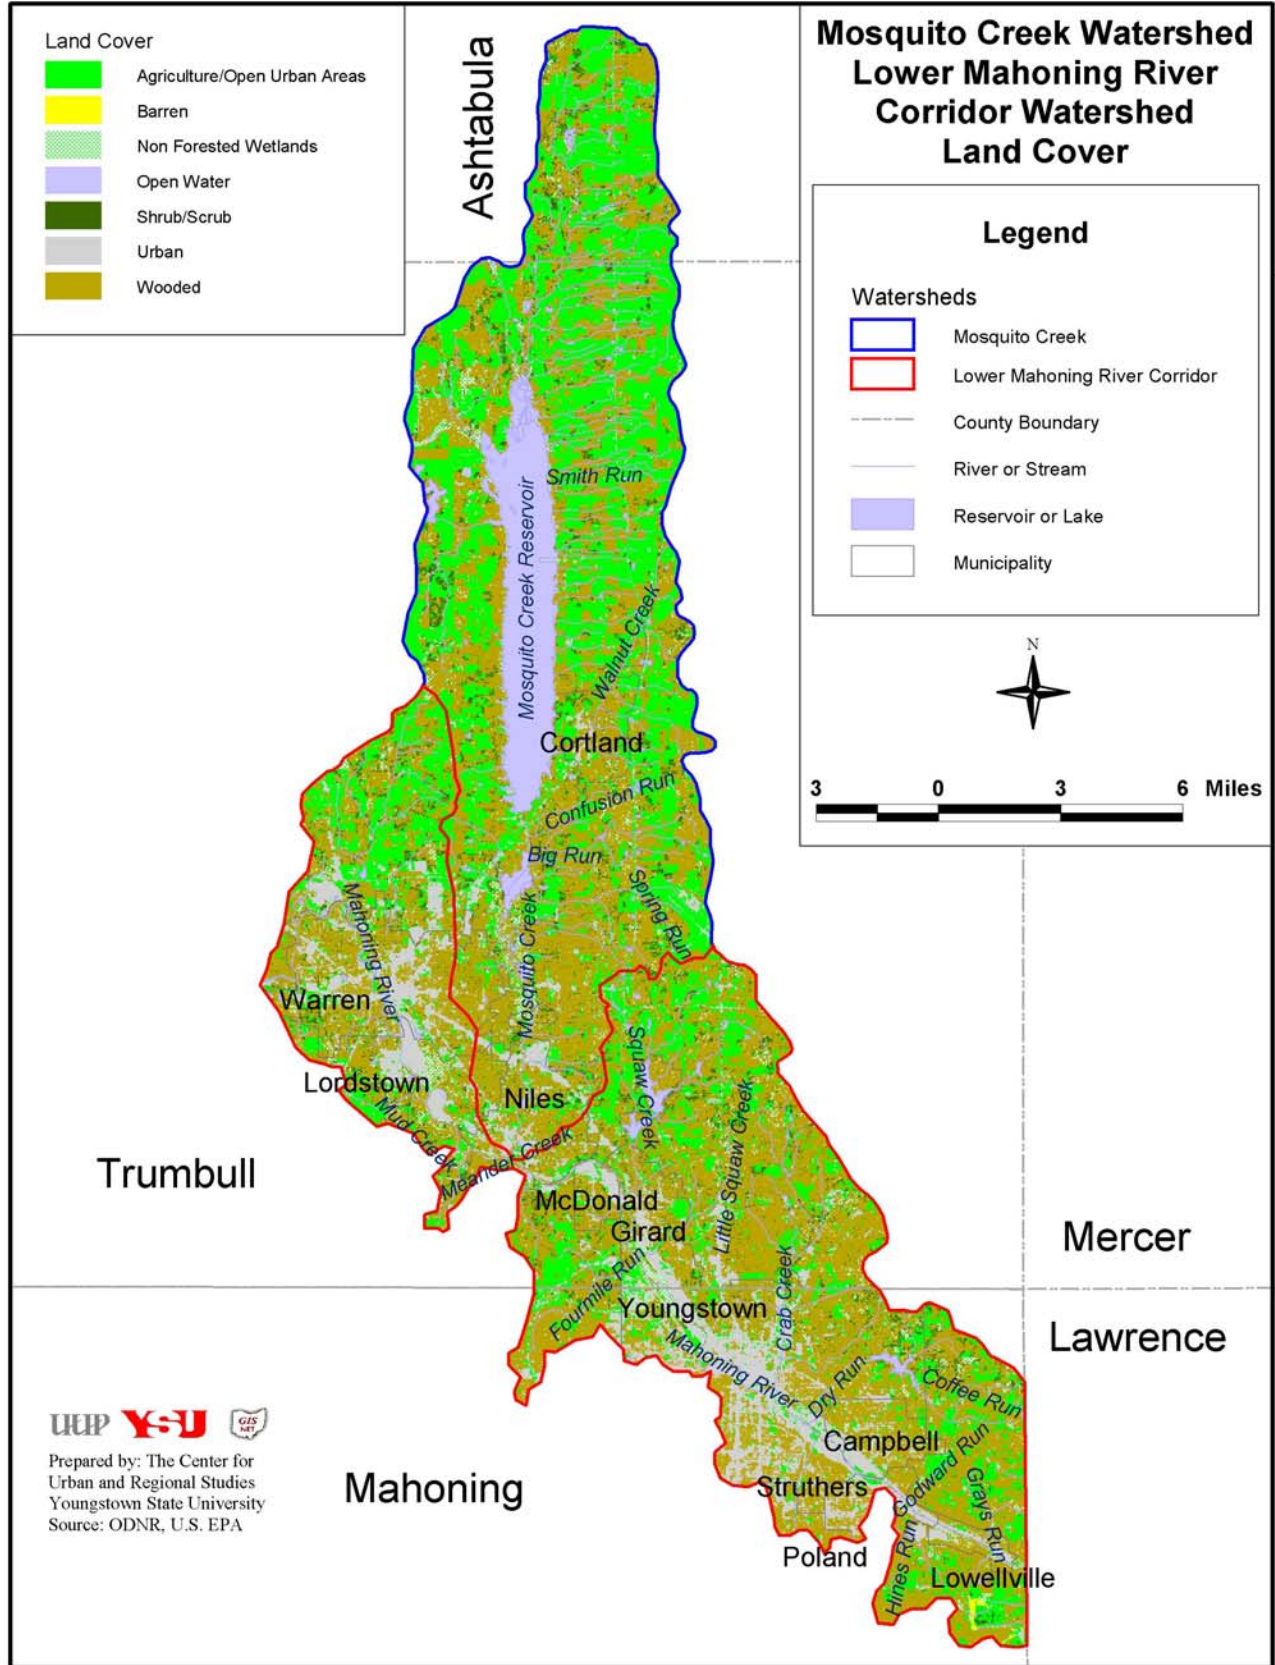 Land Cover
Agriculture/Open Urban Areas
Barren
Non Forested Wetlands
Open Water
Shrub/Scrub
Urban
Wooded
Ashtabula
Mosquito Creek Watershed
Lower Mahoning River
Corridor Watershed
Land Cover
Legend
Watersheds
Mosquito Creek
Lower Mahoning River Corridor
County Boundary
River or Stream
Reservoir or Lake
Municipality
N
3 0 3 6 Miles
Smith Run
Mosquito Creek Reservoir
Walnut Creek
Cortland
Confusion Run
Big Run
Spring Run
Mahoning River
Mosquito Creek
Warren
Squaw Creek
Lordstown
Niles
Little Squaw Creek
Mud Creek
Meander Creek
Trumbull
McDonald
Girard
Mercer
Fourmile Run
Crab Creek
Youngstown
Lawrence
Mahoning River
Dry Run
Coffee Run
Campbell
Godward Run
Struthers
Grays Run
Mahoning
Poland
Hines Run
Lowellville
UUP YSU GIS NET
Prepared by: The Center for
Urban and Regional Studies
Youngstown State University
Source: ODNR, U.S. EPA